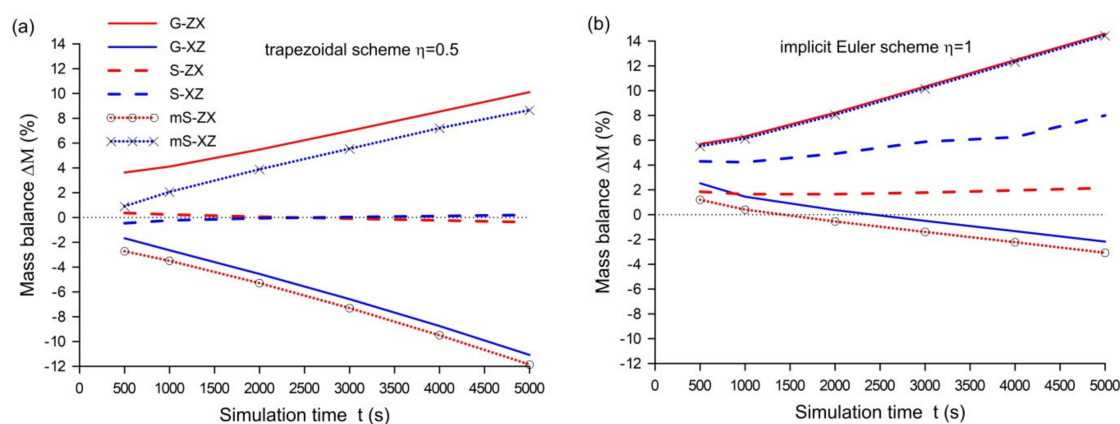 (a)
G-ZX
G-XZ
S-ZX
S-XZ
mS-ZX
mS-XZ
trapezoidal scheme η=0.5
Mass balance ΔM (%)
14
12
10
8
6
4
2
0
-2
-4
-6
-8
-10
-12
0 500 1000 1500 2000 2500 3000 3500 4000 4500 5000
Simulation time t (s)
(b)
implicit Euler scheme η=1
Mass balance ΔM (%)
14
12
10
8
6
4
2
0
-2
-4
-6
-8
-10
-12
0 500 1000 1500 2000 2500 3000 3500 4000 4500 5000
Simulation time t (s)